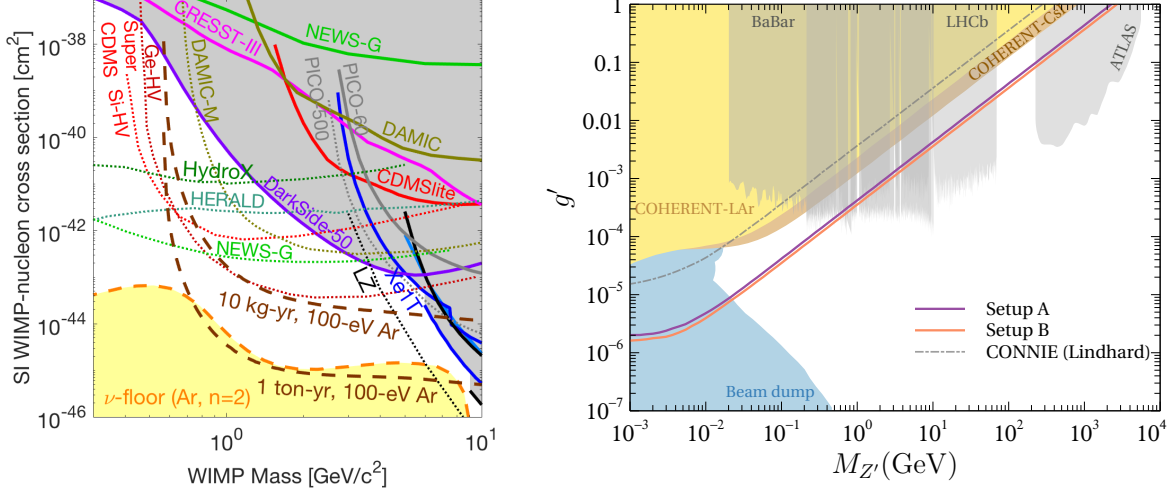 SI WIMP-nucleon cross section [cm²]
10⁻³⁸
10⁻⁴⁰
10⁻⁴²
10⁻⁴⁴
10⁻⁴⁶
CDMS Si-HV
Super
Ge-HV
CRESST-III
NEWS-G
DAMIC-M
PICO-500
PICO-60
DAMIC
HydroX
CDMSlite
HERALD
DarkSide-50
NEWS-G
LZ
Xe1T
10 kg-yr, 100-eV Ar
ν-floor (Ar, n=2)
1 ton-yr, 100-eV Ar
10⁰
10¹
WIMP Mass [GeV/c²]
g′
1
0.1
0.01
10⁻³
10⁻⁴
10⁻⁵
10⁻⁶
10⁻⁷
BaBar
LHCb
COHERENT-CsI
ATLAS
COHERENT-LAr
Setup A
Setup B
CONNIE (Lindhard)
Beam dump
10⁻³
10⁻²
10⁻¹
10⁰
10¹
10²
10³
10⁴
M_Z′(GeV)